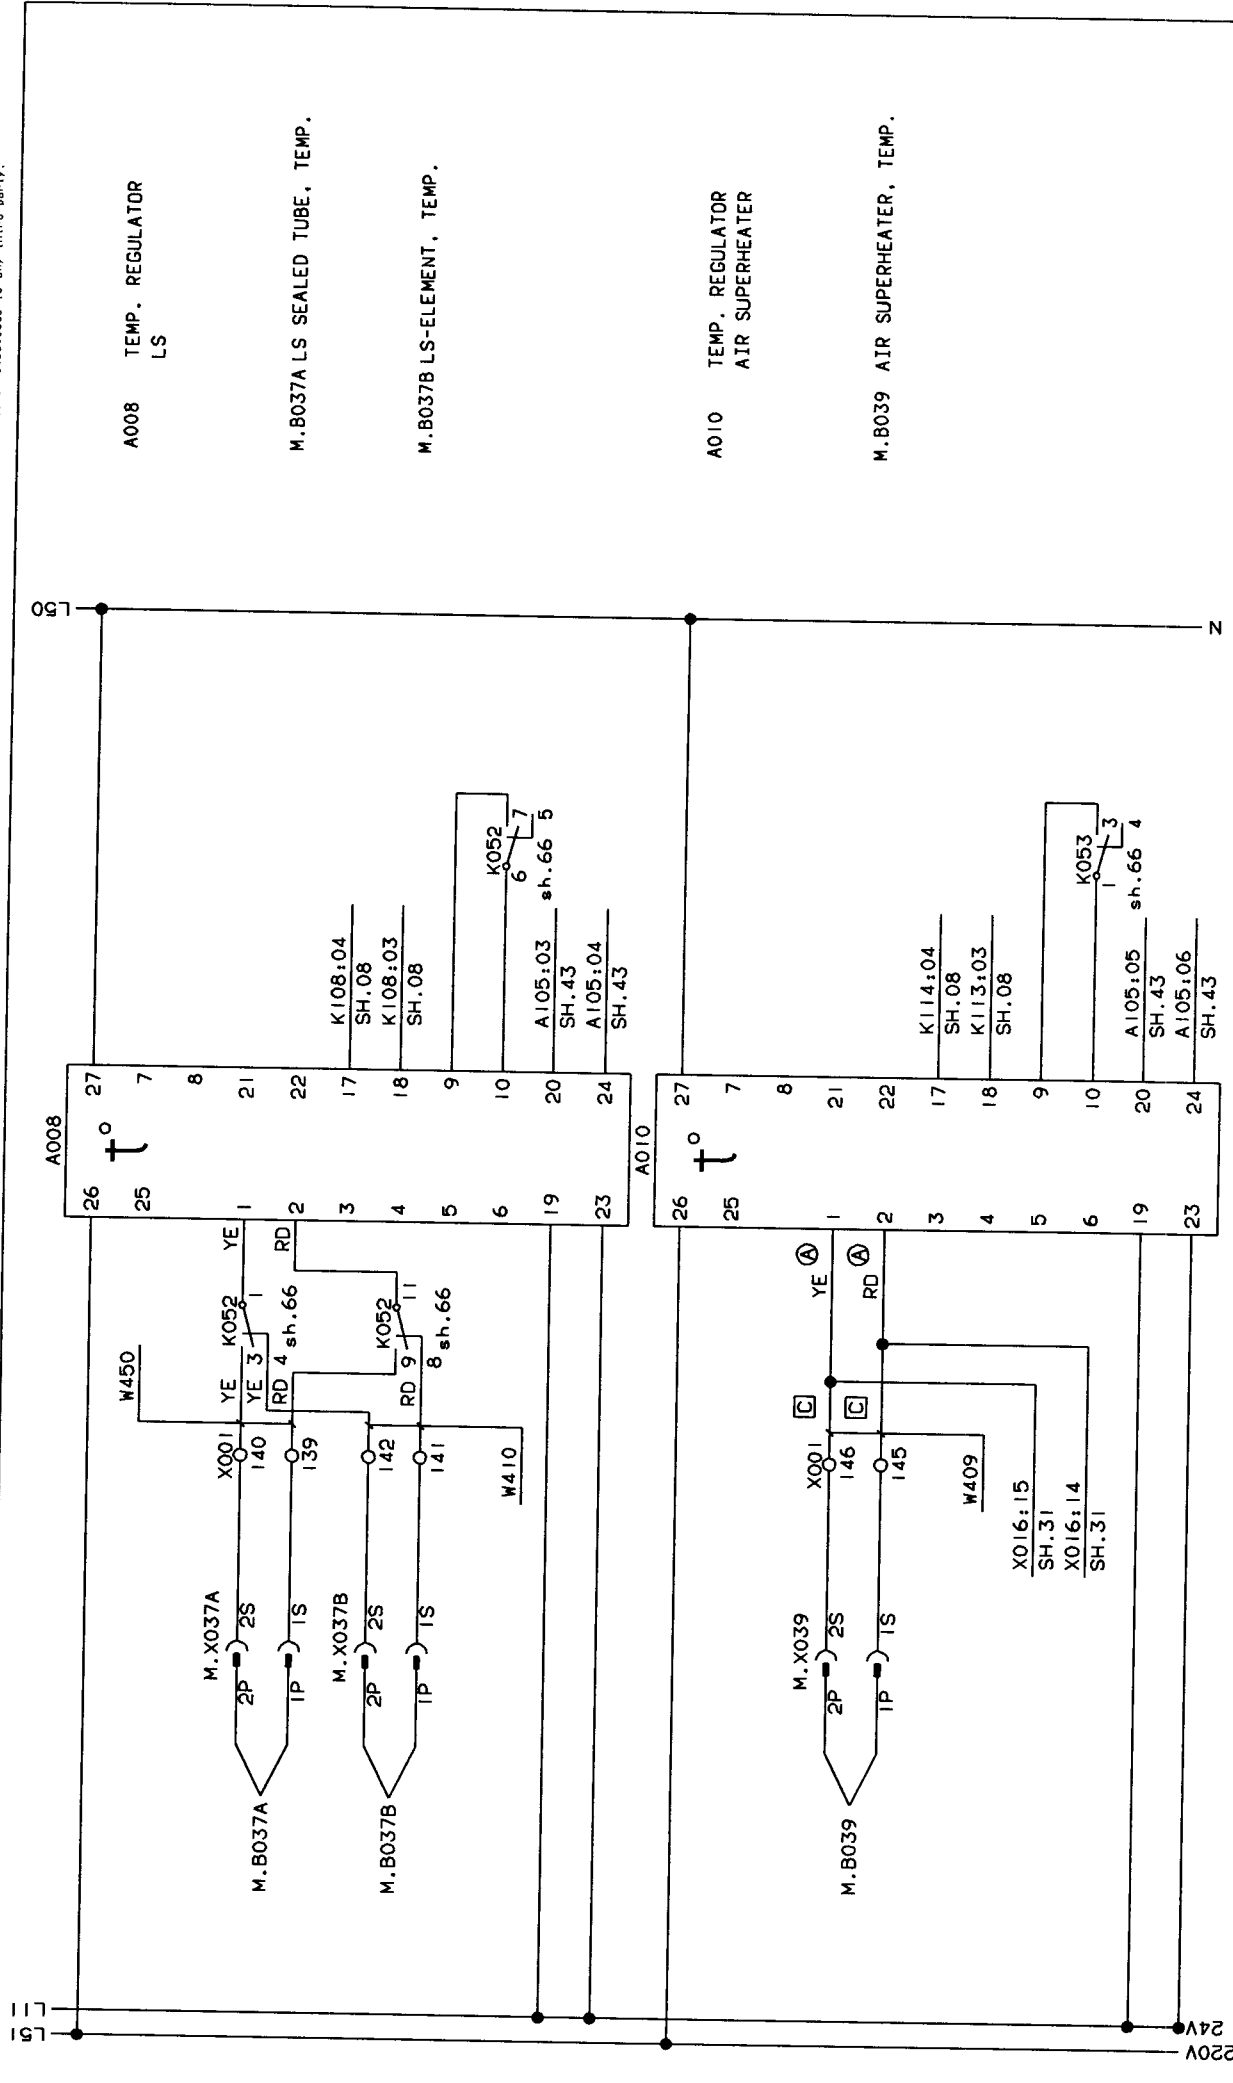 L51
L11
L50
220V
24V
N
A008
t°
26
25
1
2
3
4
5
6
19
23
27
7
8
21
22
17
18
9
10
20
24
YE
RD
K052
1
3
4
sh.66
K052
11
9
8
sh.66
W450
YE
YE
RD
RD
X001
140
139
142
141
W410
M.X037A
2S
2P
1S
1P
M.X037B
2S
2P
1S
1P
M.B037A
M.B037B
K108:04
SH.08
K108:03
SH.08
K052
6
7
5
sh.66
A105:03
SH.43
A105:04
SH.43
A008 TEMP. REGULATOR
LS
M.B037A LS SEALED TUBE, TEMP.
M.B037B LS-ELEMENT, TEMP.
A010
t°
26
25
1
2
3
4
5
6
19
23
27
7
8
21
22
17
18
9
10
20
24
YE A
RD A
C
C
X001
146
145
W409
X016:15
SH.31
X016:14
SH.31
M.X039
2S
2P
1S
1P
M.B039
K114:04
SH.08
K113:03
SH.08
K053
1
3
4
sh.66
A105:05
SH.43
A105:06
SH.43
A010 TEMP. REGULATOR
AIR SUPERHEATER
M.B039 AIR SUPERHEATER, TEMP.